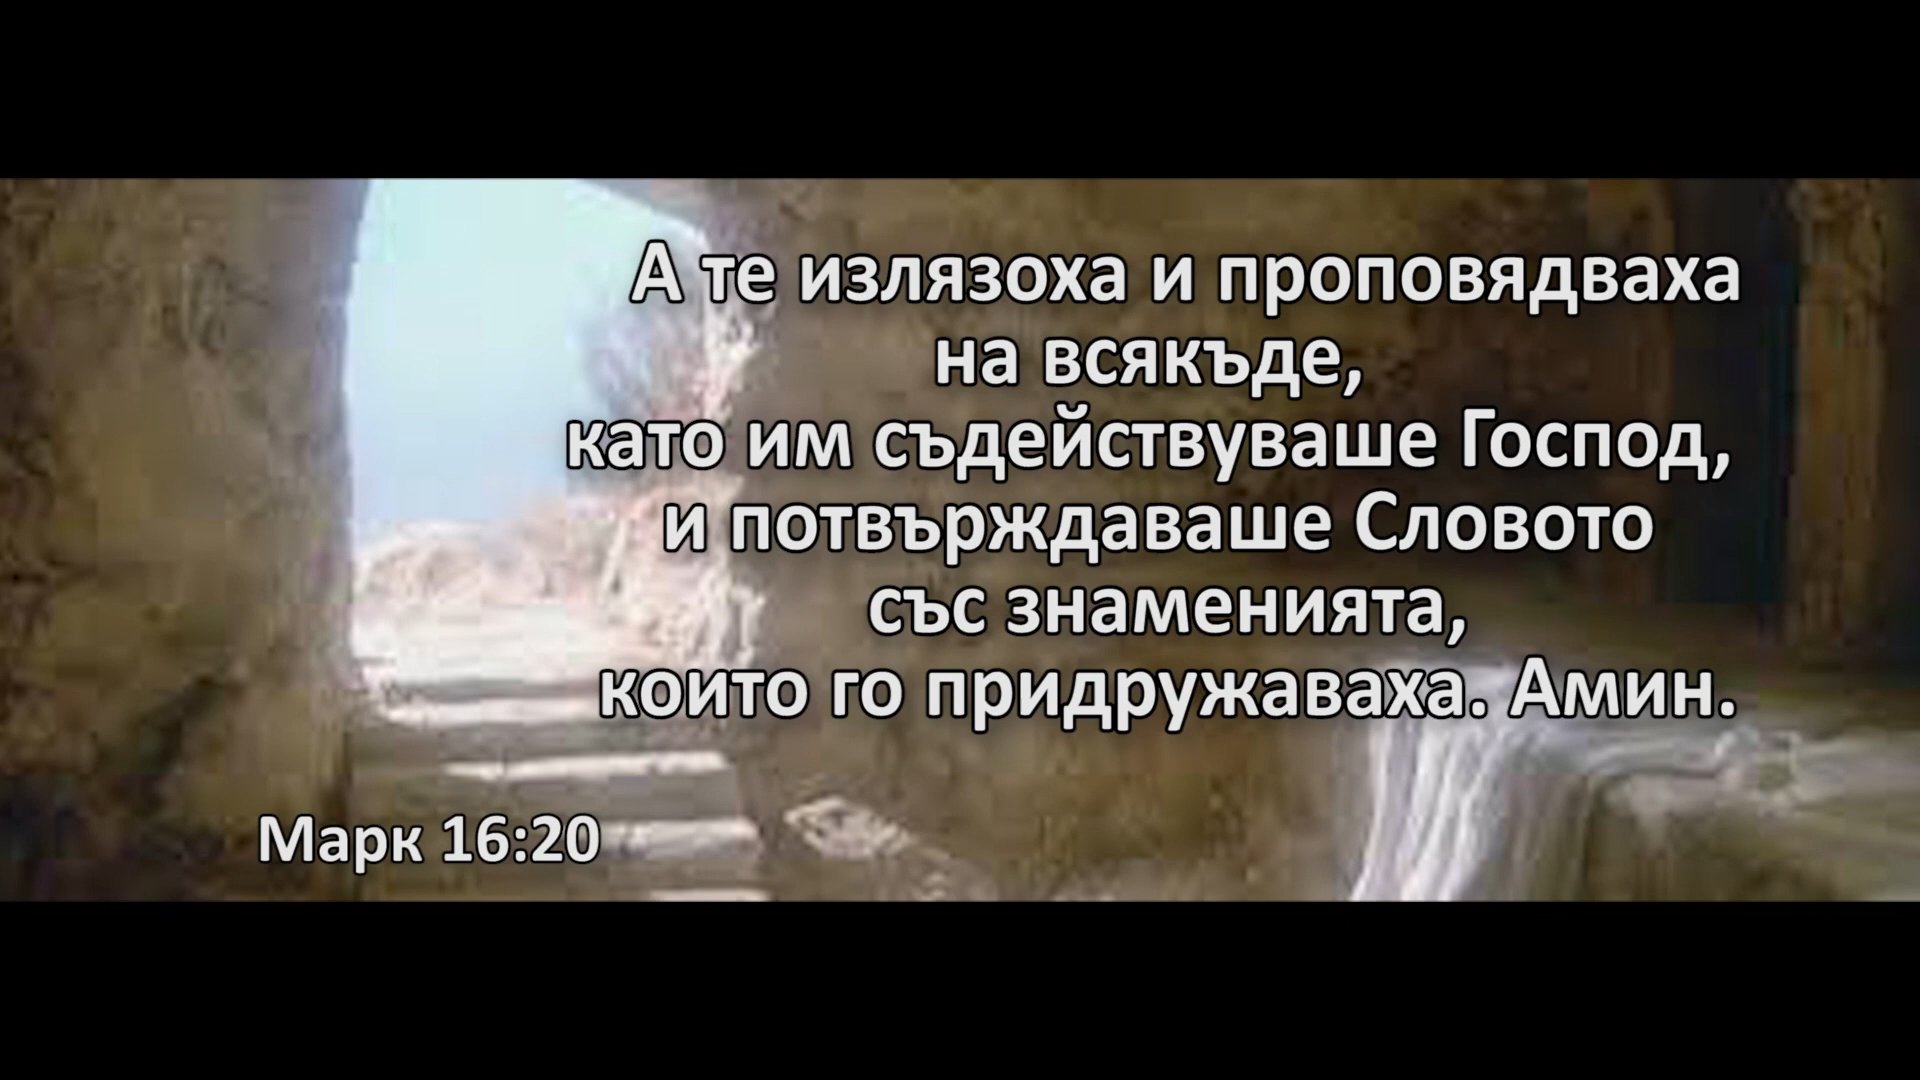 А те излязоха и проповядваха
на всякъде,
като им съдействуваше Господ,
и потвърждаваше Словото
със знаменията,
които го придружаваха. Амин.
Марк 16:20